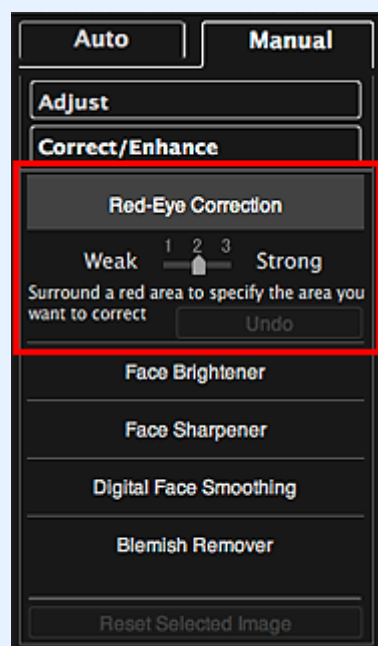 Auto Manual
Adjust
Correct/Enhance
Red-Eye Correction
1 2 3
Weak Strong
Surround a red area to specify the area you
want to correct
Undo
Face Brightener
Face Sharpener
Digital Face Smoothing
Blemish Remover
Reset Selected Image